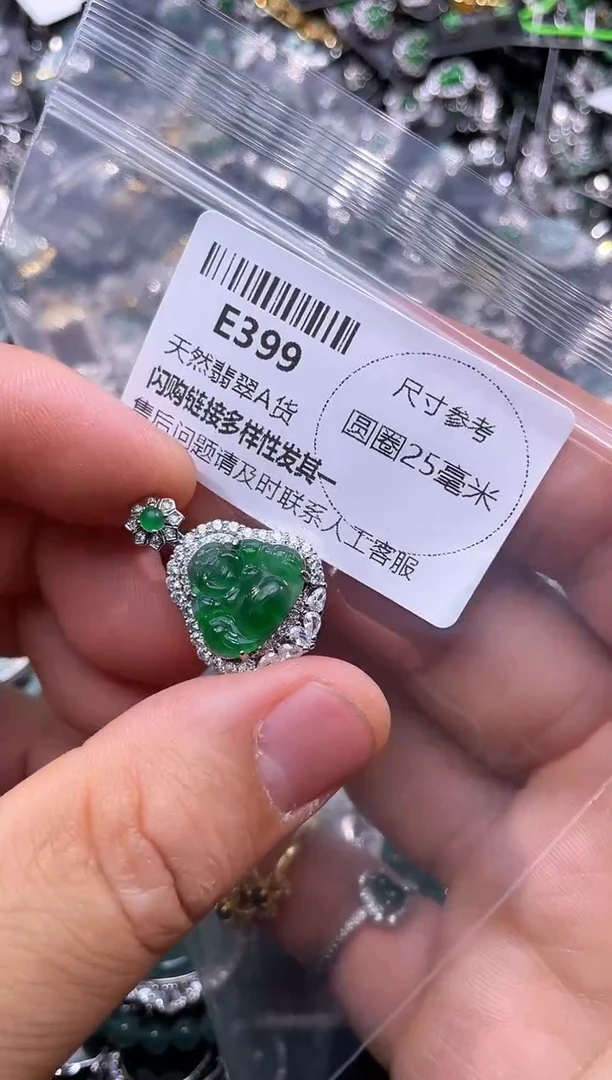 E399
天然翡翠A货
闪购链接多样性发其一
售后问题请及时联系人工客服
尺寸参考
圆圈25毫米